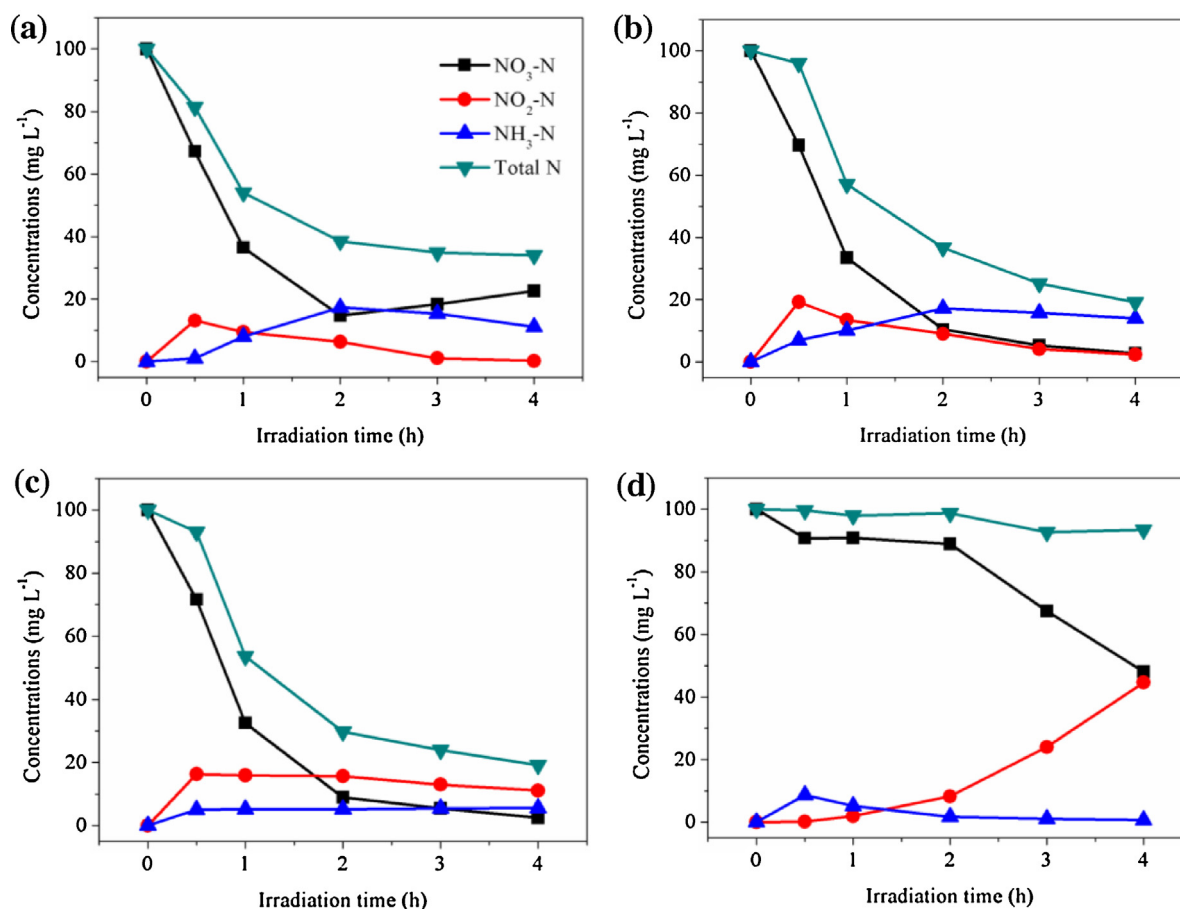 (a)
Concentrations (mg L⁻¹)
100
80
60
40
20
0
0 1 2 3 4
Irradiation time (h)
NO₃-N
NO₂-N
NH₃-N
Total N
(b)
Concentrations (mg L⁻¹)
100
80
60
40
20
0
0 1 2 3 4
Irradiation time (h)
(c)
Concentrations (mg L⁻¹)
100
80
60
40
20
0
0 1 2 3 4
Irradiation time (h)
(d)
Concentrations (mg L⁻¹)
100
80
60
40
20
0
0 1 2 3 4
Irradiation time (h)